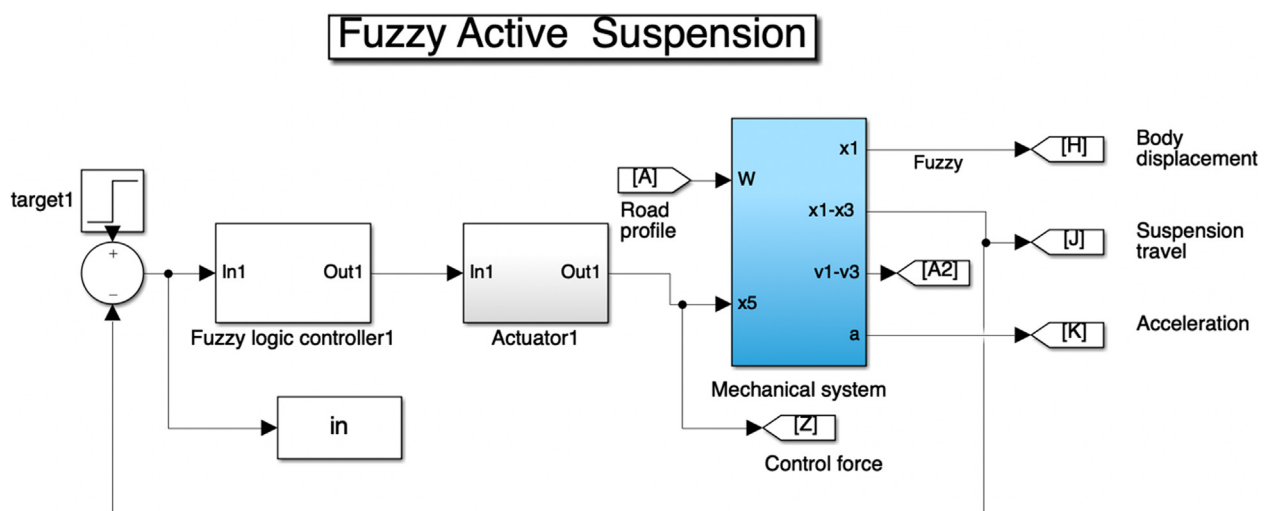 Fuzzy Active Suspension
target1
+
−
In1
Out1
Fuzzy logic controller1
in
In1
Out1
Actuator1
[A]
Road
profile
W
x5
x1
x1-x3
v1-v3
a
Mechanical system
Fuzzy
[H]
Body
displacement
[J]
Suspension
travel
[A2]
[K]
Acceleration
[Z]
Control force